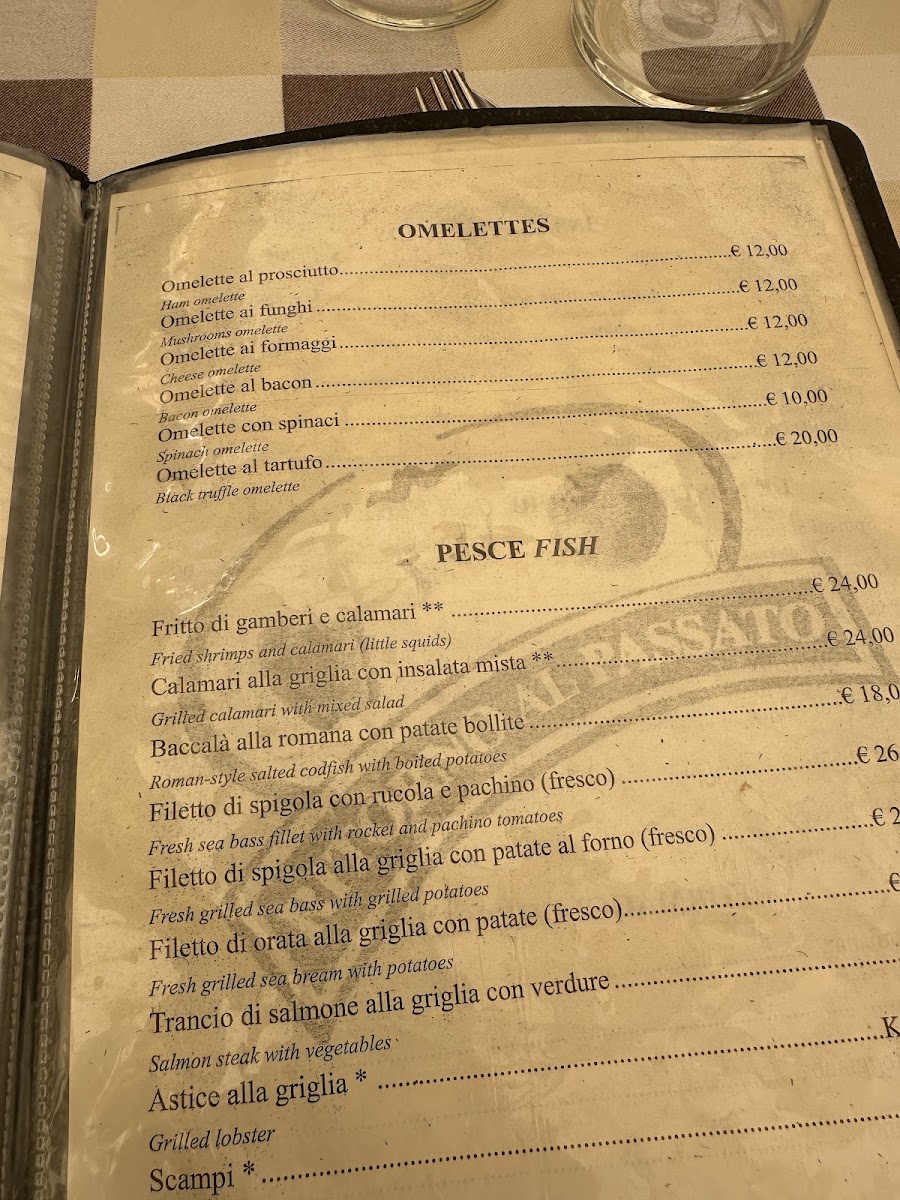 OMELETTES
Omelette al prosciutto € 12,00
Ham omelette
Omelette ai funghi € 12,00
Mushrooms omelette
Omelette ai formaggi € 12,00
Cheese omelette
Omelette al bacon € 12,00
Bacon omelette
Omelette con spinaci € 10,00
Spinach omelette
Omelette al tartufo € 20,00
Black truffle omelette
PESCE FISH
Fritto di gamberi e calamari ** € 24,00
Fried shrimps and calamari (little squids)
Calamari alla griglia con insalata mista ** € 24,00
Grilled calamari with mixed salad
Baccalà alla romana con patate bollite € 18,0
Roman-style salted codfish with boiled potatoes
Filetto di spigola con rucola e pachino (fresco) € 26
Fresh sea bass fillet with rocket and pachino tomatoes
Filetto di spigola alla griglia con patate al forno (fresco) € 2
Fresh grilled sea bass with grilled potatoes
Filetto di orata alla griglia con patate (fresco) €
Fresh grilled sea bream with potatoes
Trancio di salmone alla griglia con verdure
Salmon steak with vegetables
Astice alla griglia * K
Grilled lobster
Scampi *
AL PASSATO